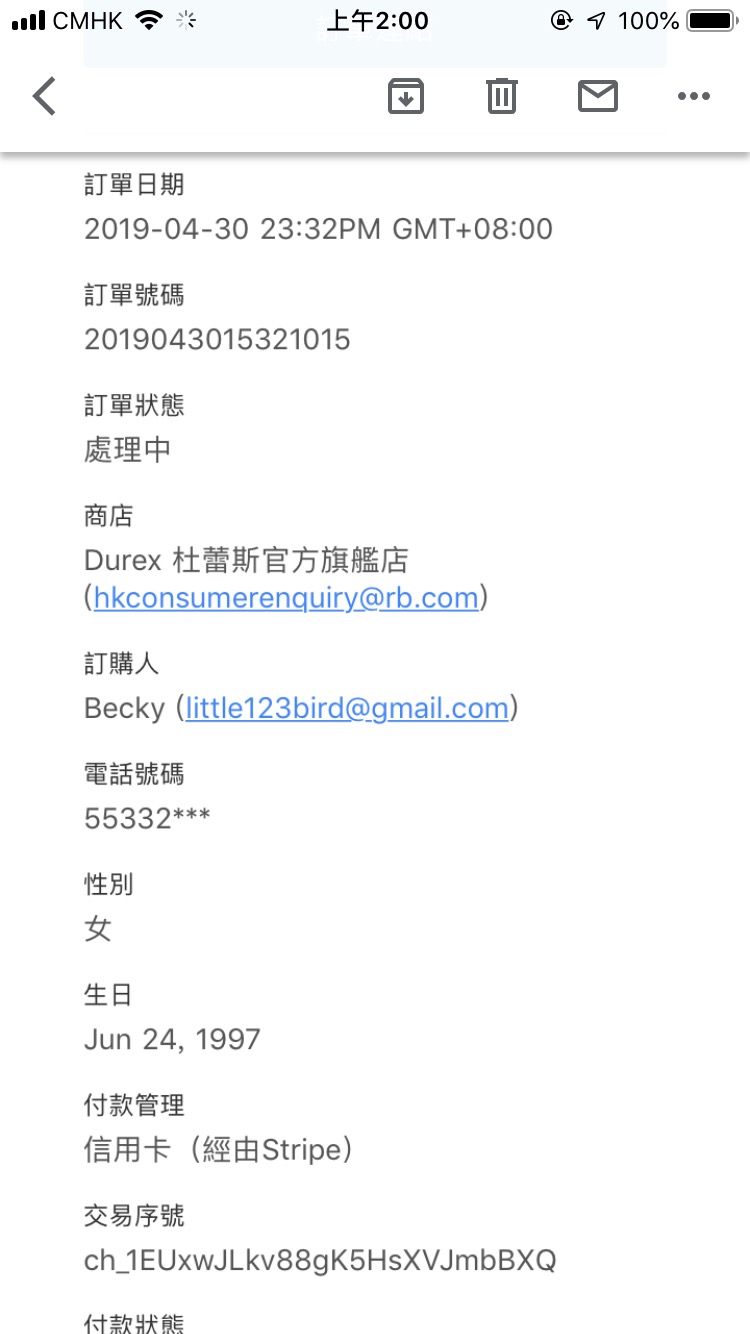 CMHK 上午2:00 100%
訂單日期
2019-04-30 23:32PM GMT+08:00
訂單號碼
2019043015321015
訂單狀態
處理中
商店
Durex 杜蕾斯官方旗艦店
(hkconsumerenquiry@rb.com)
訂購人
Becky (little123bird@gmail.com)
電話號碼
55332***
性別
女
生日
Jun 24, 1997
付款管理
信用卡（經由Stripe）
交易序號
ch_1EUxwJLkv88gK5HsXVJmbBXQ
付款狀態